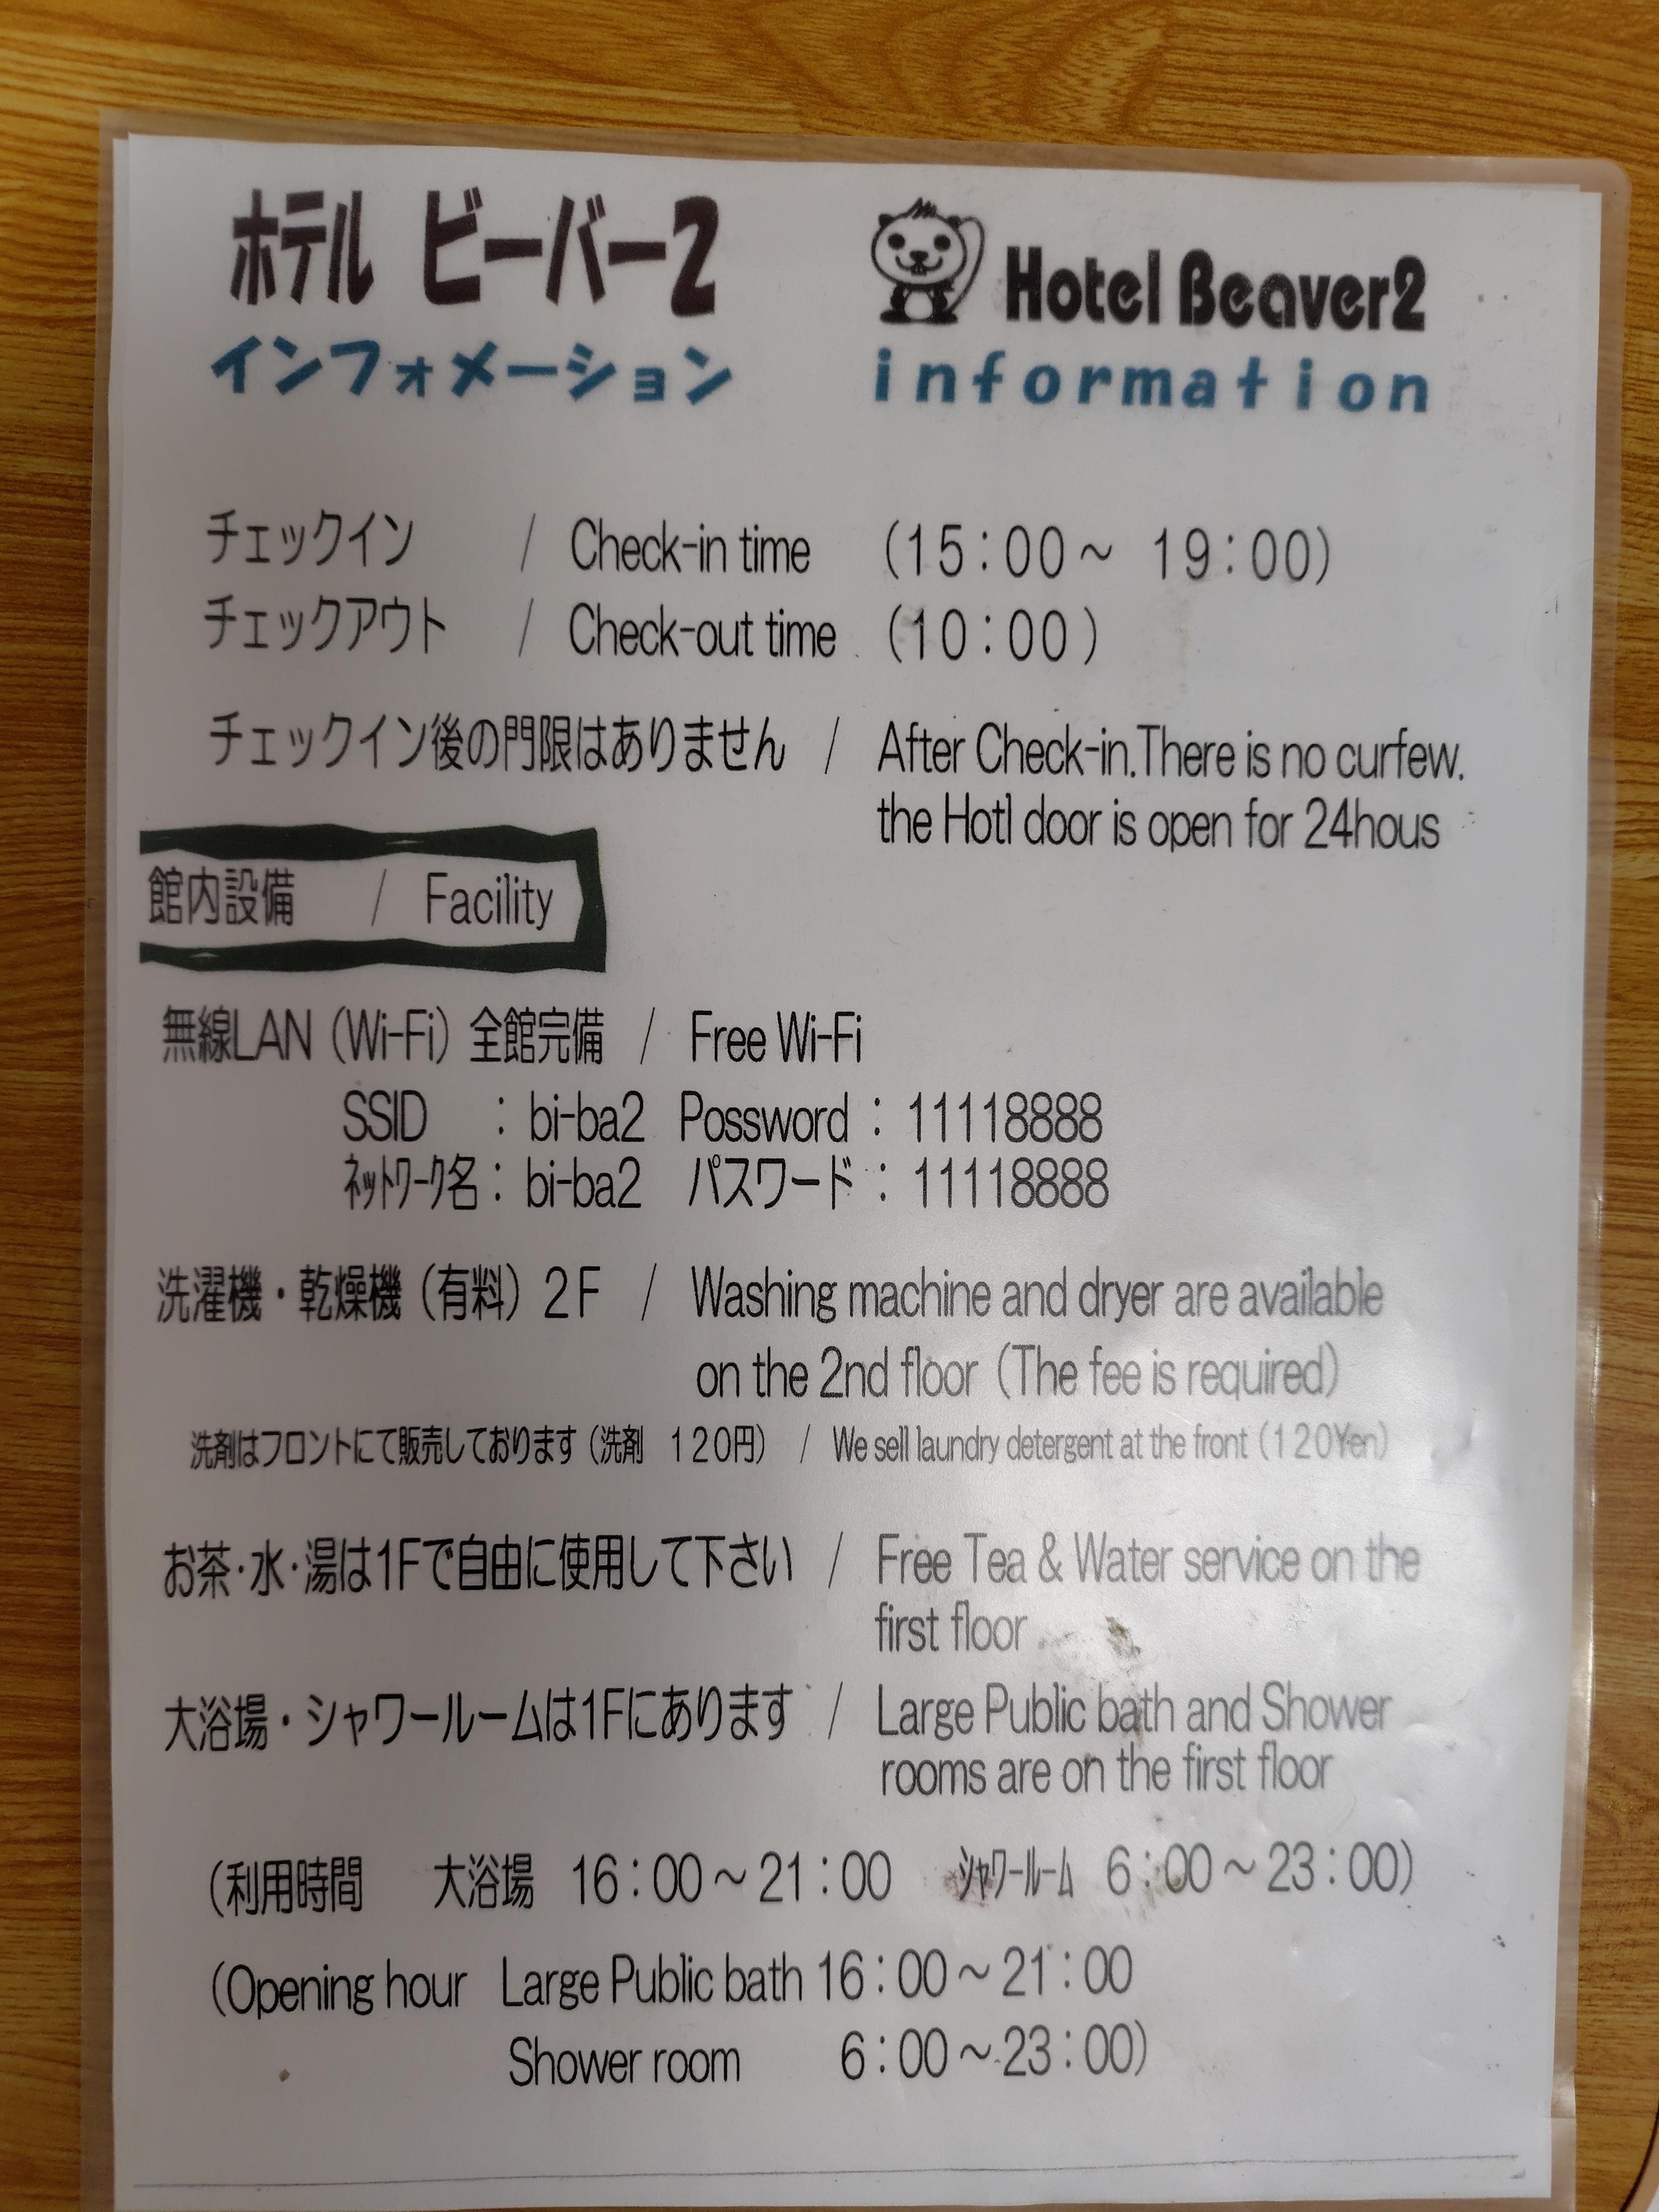 ホテル ビーバー2 Hotel Beaver2
インフォメーション information
チェックイン / Check-in time (15:00～ 19:00)
チェックアウト / Check-out time (10:00)
チェックイン後の門限はありません / After Check-in.There is no curfew.
the Hotl door is open for 24hous
館内設備 / Facility
無線LAN (Wi-Fi) 全館完備 / Free Wi-Fi
SSID : bi-ba2 Possword : 11118888
ﾈｯﾄﾜｰｸ名 : bi-ba2 パスワード : 11118888
洗濯機・乾燥機 (有料) 2F / Washing machine and dryer are available
on the 2nd floor (The fee is required)
洗剤はフロントにて販売しております (洗剤 120円) / We sell laundry detergent at the front (120Yen)
お茶・水・湯は1Fで自由に使用して下さい / Free Tea & Water service on the
first floor
大浴場・シャワールームは1Fにあります / Large Public bath and Shower
rooms are on the first floor
(利用時間 大浴場 16:00～21:00 ｼｬﾜｰﾙｰﾑ 6:00～23:00)
(Opening hour Large Public bath 16:00～21:00
Shower room 6:00～23:00)